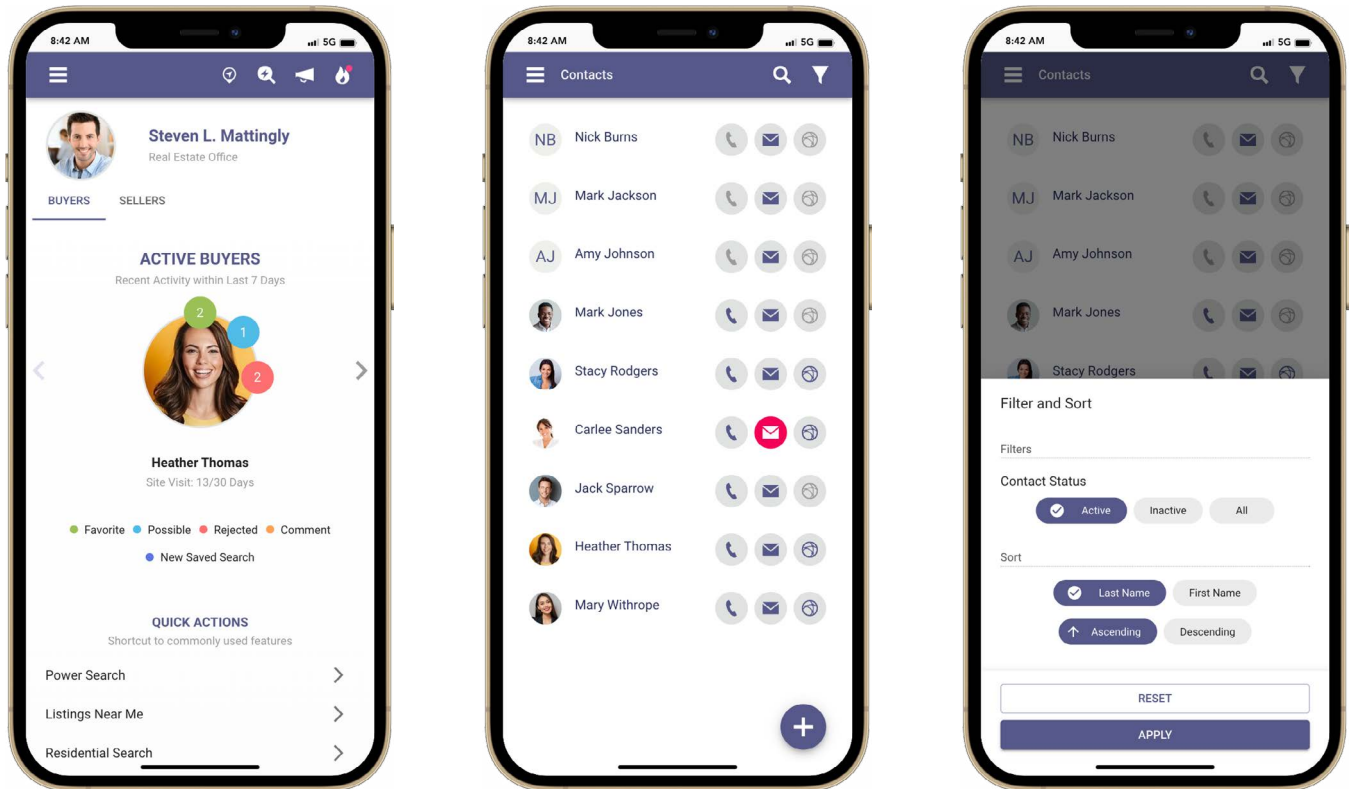 8:42 AM 5G
Steven L. Mattingly
Real Estate Office
BUYERS SELLERS
ACTIVE BUYERS
Recent Activity within Last 7 Days
2
1
2
Heather Thomas
Site Visit: 13/30 Days
Favorite Possible Rejected Comment
New Saved Search
QUICK ACTIONS
Shortcut to commonly used features
Power Search
Listings Near Me
Residential Search
8:42 AM 5G
Contacts
NB Nick Burns
MJ Mark Jackson
AJ Amy Johnson
Mark Jones
Stacy Rodgers
Carlee Sanders
Jack Sparrow
Heather Thomas
Mary Withrope
8:42 AM 5G
Contacts
NB Nick Burns
MJ Mark Jackson
AJ Amy Johnson
Mark Jones
Stacy Rodgers
Filter and Sort
Filters
Contact Status
Active Inactive All
Sort
Last Name First Name
Ascending Descending
RESET
APPLY